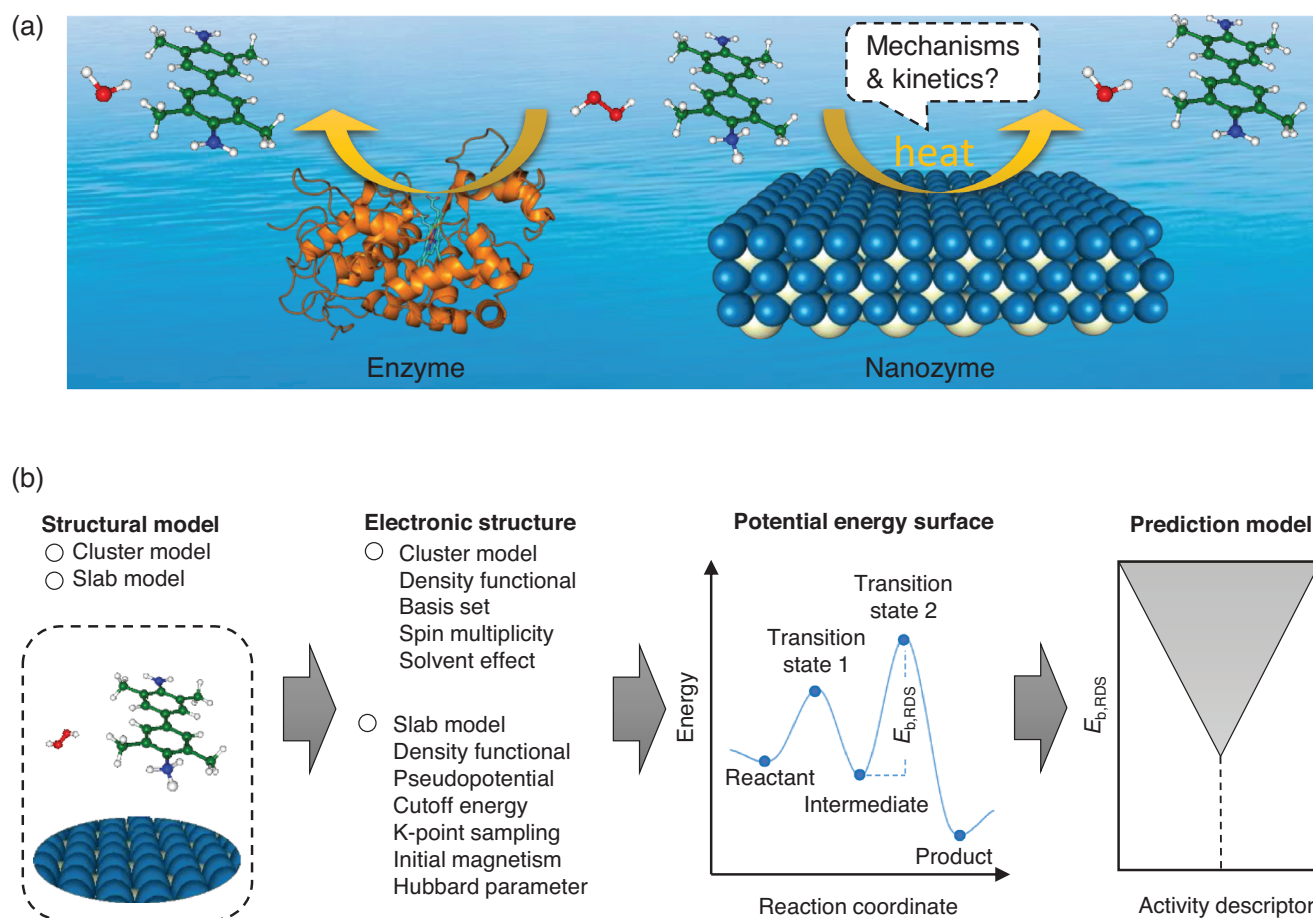 (a)
Mechanisms
& kinetics?
heat
Enzyme
Nanozyme
(b)
Structural model
Cluster model
Slab model
Electronic structure
Cluster model
Density functional
Basis set
Spin multiplicity
Solvent effect
Slab model
Density functional
Pseudopotential
Cutoff energy
K-point sampling
Initial magnetism
Hubbard parameter
Potential energy surface
Energy
Transition
state 1
Transition
state 2
E_b,RDS
Reactant
Intermediate
Product
Reaction coordinate
Prediction model
E_b,RDS
Activity descriptor